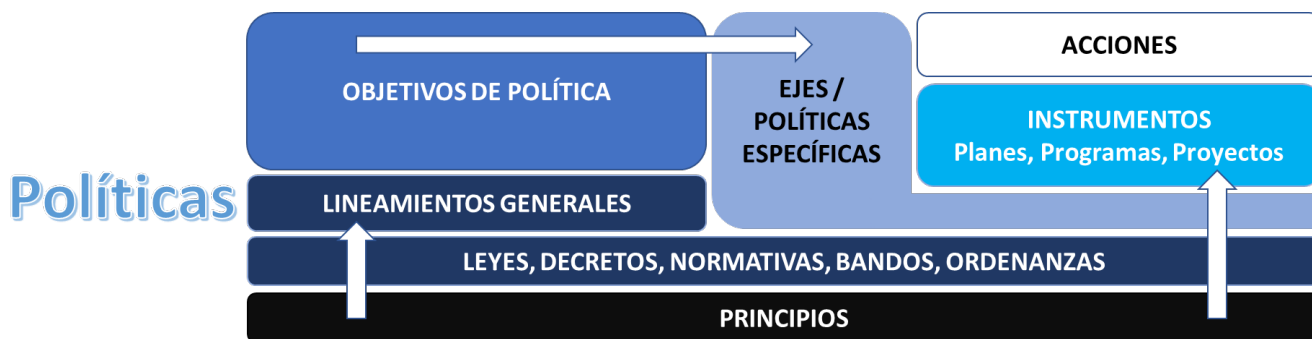 Políticas
OBJETIVOS DE POLÍTICA
LINEAMIENTOS GENERALES
EJES /
POLÍTICAS
ESPECÍFICAS
ACCIONES
INSTRUMENTOS
Planes, Programas, Proyectos
LEYES, DECRETOS, NORMATIVAS, BANDOS, ORDENANZAS
PRINCIPIOS